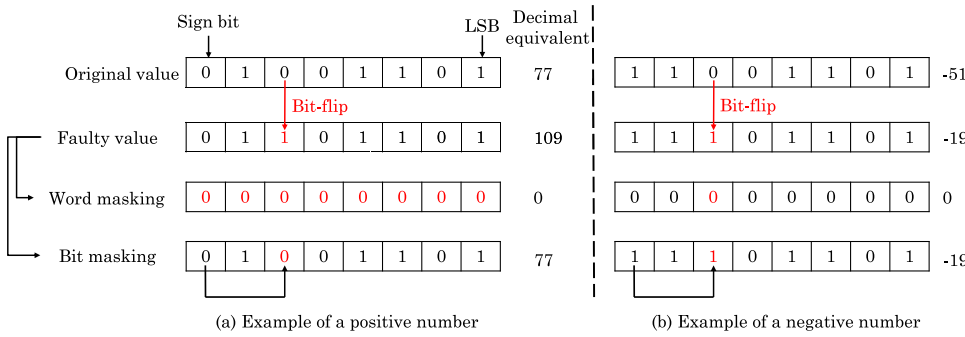 Sign bit LSB Decimal equivalent
Original value 0 1 0 0 1 1 0 1 77 1 1 0 0 1 1 0 1 -51
Bit-flip Bit-flip
Faulty value 0 1 1 0 1 1 0 1 109 1 1 1 0 1 1 0 1 -19
Word masking 0 0 0 0 0 0 0 0 0 0 0 0 0 0 0 0 0 0
Bit masking 0 1 0 0 1 1 0 1 77 1 1 1 0 1 1 0 1 -19
(a) Example of a positive number (b) Example of a negative number